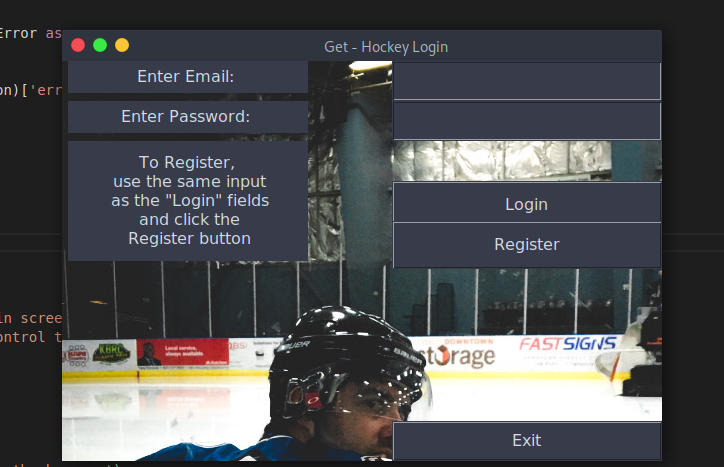 Error as
Get - Hockey Login
Enter Email:
Enter Password:
on)['err
To Register,
use the same input
as the "Login" fields
and click the
Register button
Login
Register
in scree
ontrol t
Local service,
always available.
DOWNTOWN
storage
FASTSIGNS
BAUER
BAUER
Exit